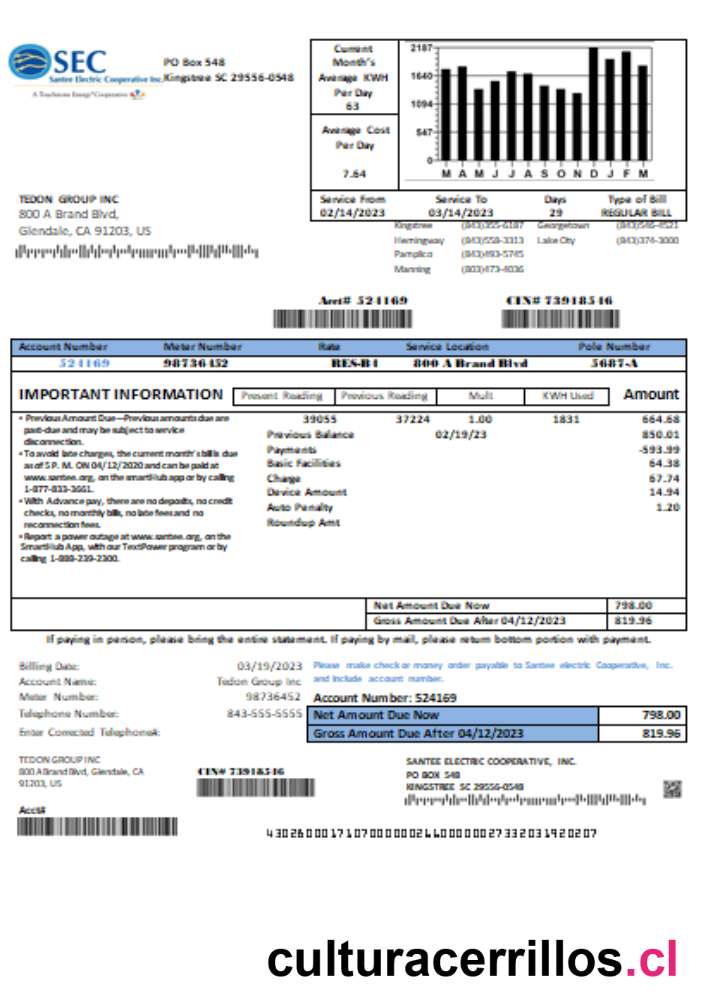 SEC
Santee Electric Cooperative Inc.
A Touchstone Energy® Cooperative
PO Box 548
Kingstree SC 29556-0548
Current
Month's
Average KWH
Per Day
63
Average Cost
Per Day
7.64
2187
1640
1094
547
0
M A M J J A S O N D J F M
Service From Service To Days Type of Bill
02/14/2023 03/14/2023 29 REGULAR BILL
TEDON GROUP INC
800 A Brand Blvd,
Glendale, CA 91203, US
Kingstree (843)355-6187 Georgetown (843)546-4521
Hemingway (843)558-3313 Lake City (843)374-3000
Pamplico (843)493-5745
Manning (803)473-4036
Acct# 524169 CIN# 73918546
Account Number Meter Number Rate Service Location Pole Number
524169 98736452 RES-B4 800 A Brand Blvd 5687-A
IMPORTANT INFORMATION Present Reading Previous Reading Mult KWH Used Amount
• Previous Amount Due—Previous amounts due are
past-due and may be subject to service
disconnection.
• To avoid late charges, the current month's bill is due
as of 5 P. M. ON 04/12/2020 and can be paid at
www.santee.org, on the smartHub app or by calling
1-877-833-3661.
• With Advance pay, there are no deposits, no credit
checks, no monthly bills, no late fees and no
reconnection fees.
• Report a power outage at www.santee.org, on the
SmartHub App, with our TextPower program or by
calling 1-888-239-2300.
39055 37224 1.00 1831 664.68
Previous Balance 02/19/23 850.01
Payments -593.99
Basic Facilities 64.38
Charge 67.74
Device Amount 14.94
Auto Penalty 1.20
Roundup Amt
Net Amount Due Now 798.00
Gross Amount Due After 04/12/2023 819.96
If paying in person, please bring the entire statement. If paying by mail, please return bottom portion with payment.
Billing Date: 03/19/2023
Account Name: Tedon Group Inc
Meter Number: 98736452
Telephone Number: 843-555-5555
Enter Corrected Telephone#:
Please make check or money order payable to Santee electric Cooperative, Inc.
and include account number.
Account Number: 524169
Net Amount Due Now 798.00
Gross Amount Due After 04/12/2023 819.96
TEDON GROUP INC
800 A Brand Blvd, Glendale, CA
91203, US
CIN# 73918546
Acct#
SANTEE ELECTRIC COOPERATIVE, INC.
PO BOX 548
KINGSTREE SC 29556-0548
culturacerrillos.cl